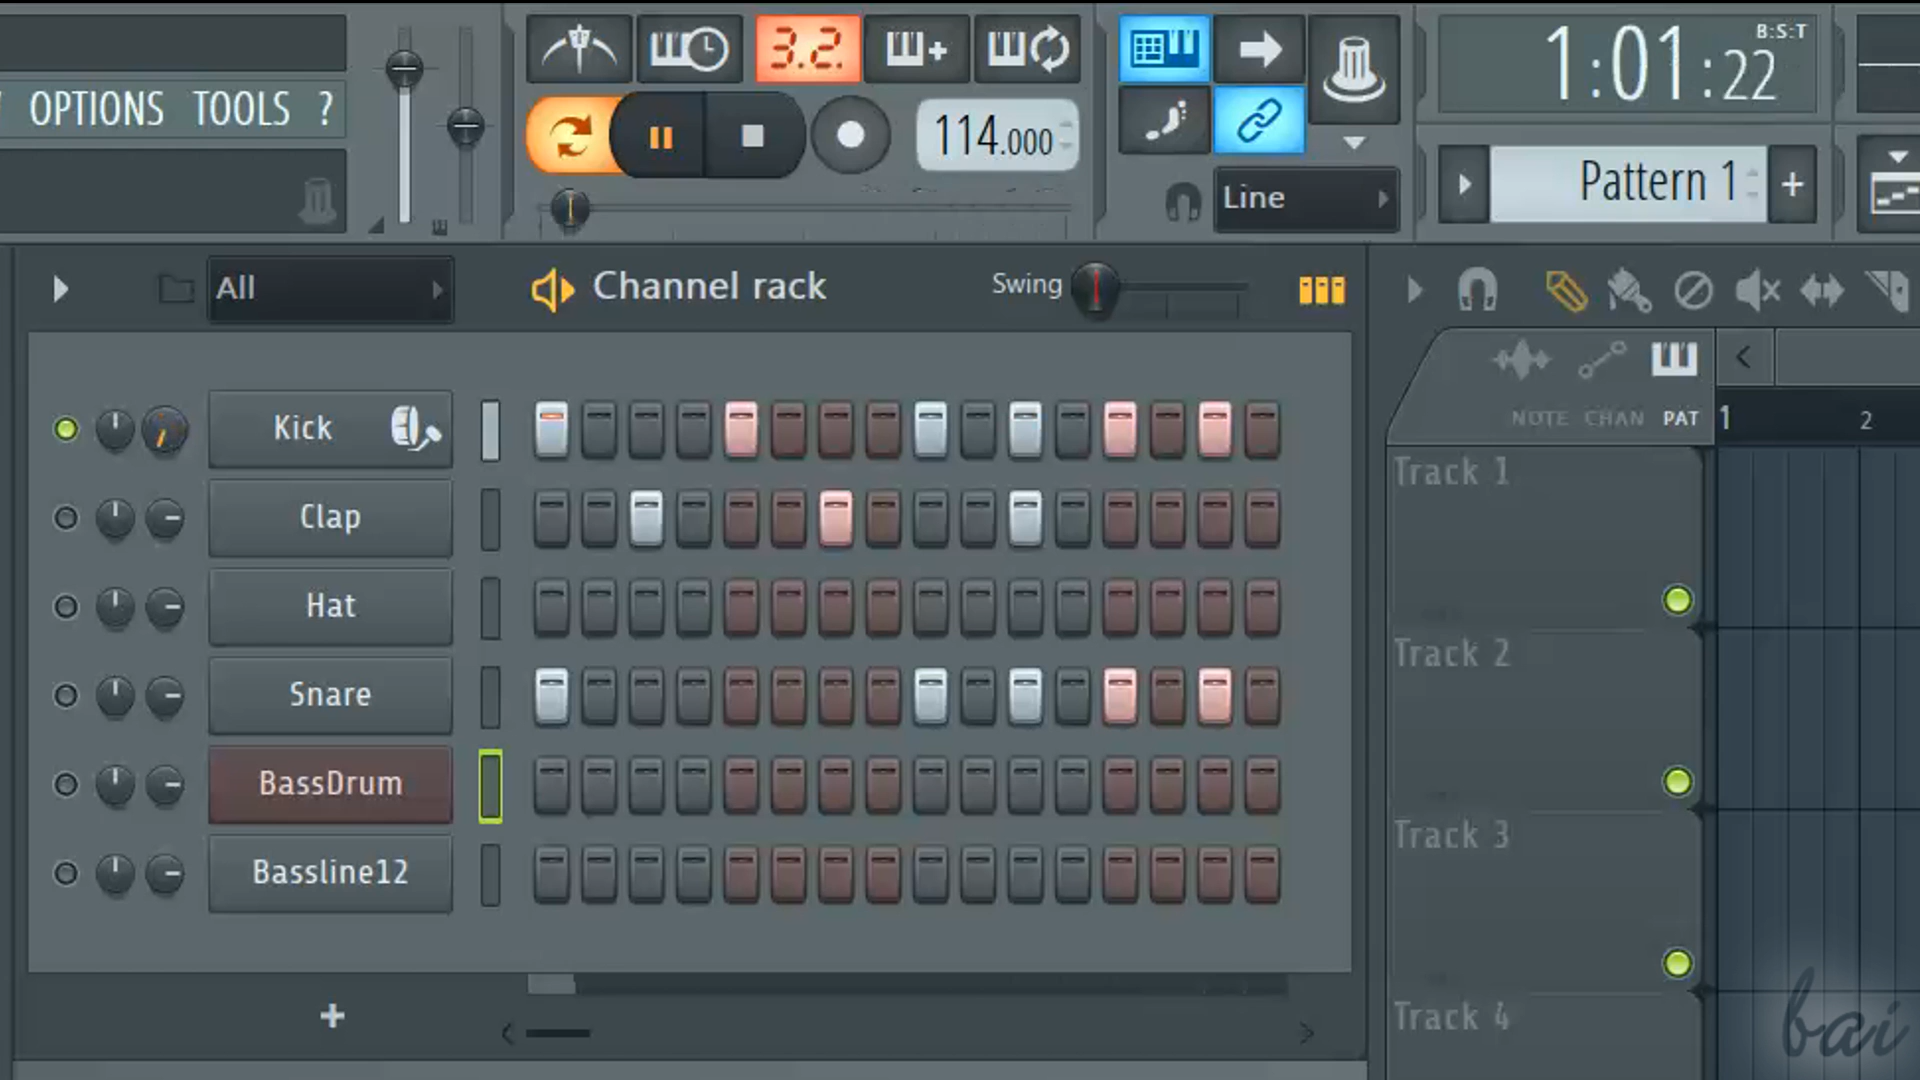 OPTIONS TOOLS ?
3.2.
114.000
1:01:22
B:S:T
Line
Pattern 1
+
All
Channel rack
Swing
NOTE CHAN PAT
1
2
Kick
Clap
Hat
Snare
BassDrum
Bassline12
+
Track 1
Track 2
Track 3
Track 4
bai